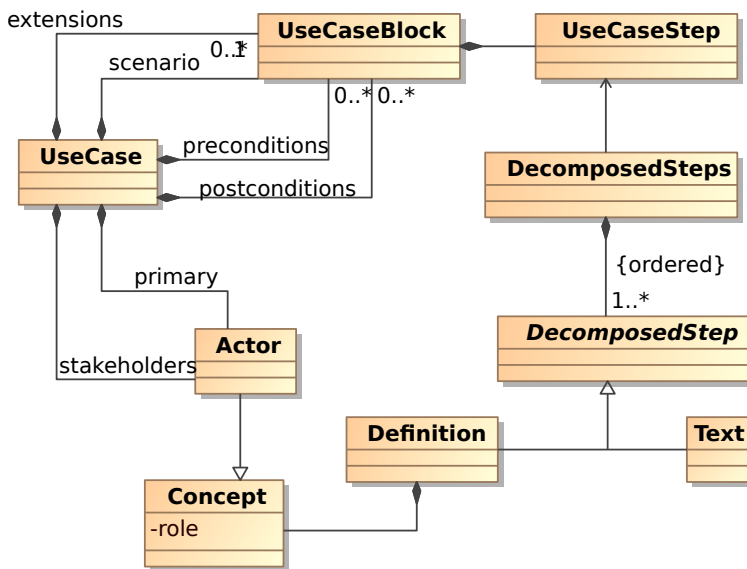 extensions
UseCaseBlock
UseCaseStep
0..*
1
scenario
0..*
0..*
preconditions
UseCase
DecomposedSteps
postconditions
{ordered}
primary
1..*
Actor
DecomposedStep
stakeholders
Definition
Text
Concept
-role